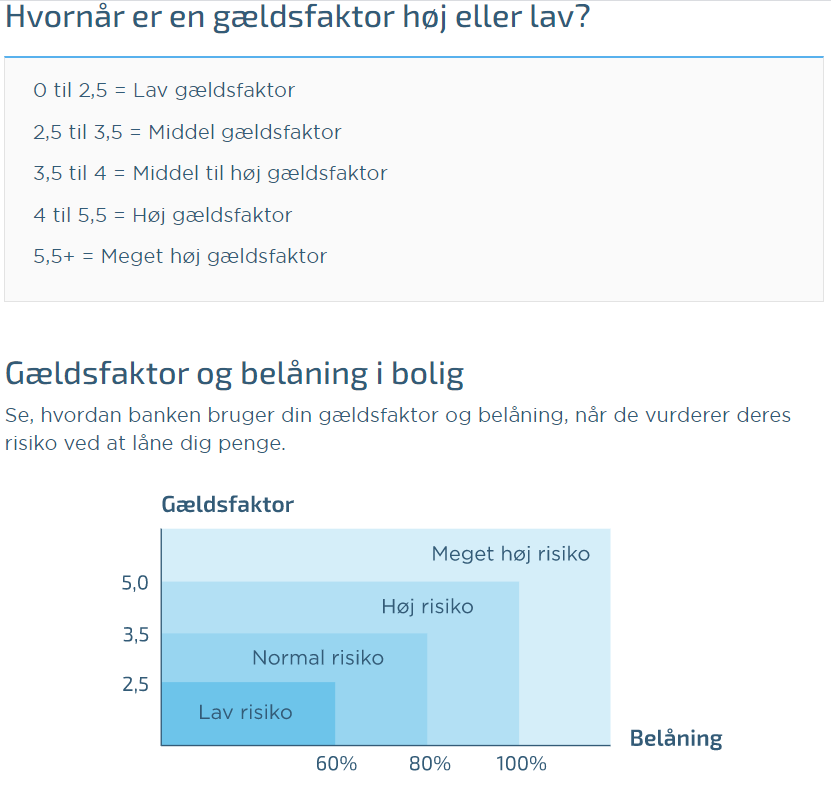 Hvornår er en gældsfaktor høj eller lav?
0 til 2,5 = Lav gældsfaktor
2,5 til 3,5 = Middel gældsfaktor
3,5 til 4 = Middel til høj gældsfaktor
4 til 5,5 = Høj gældsfaktor
5,5+ = Meget høj gældsfaktor
Gældsfaktor og belåning i bolig
Se, hvordan banken bruger din gældsfaktor og belåning, når de vurderer deres
risiko ved at låne dig penge.
Gældsfaktor
Meget høj risiko
5,0
Høj risiko
3,5
Normal risiko
2,5
Lav risiko
Belåning
60% 80% 100%